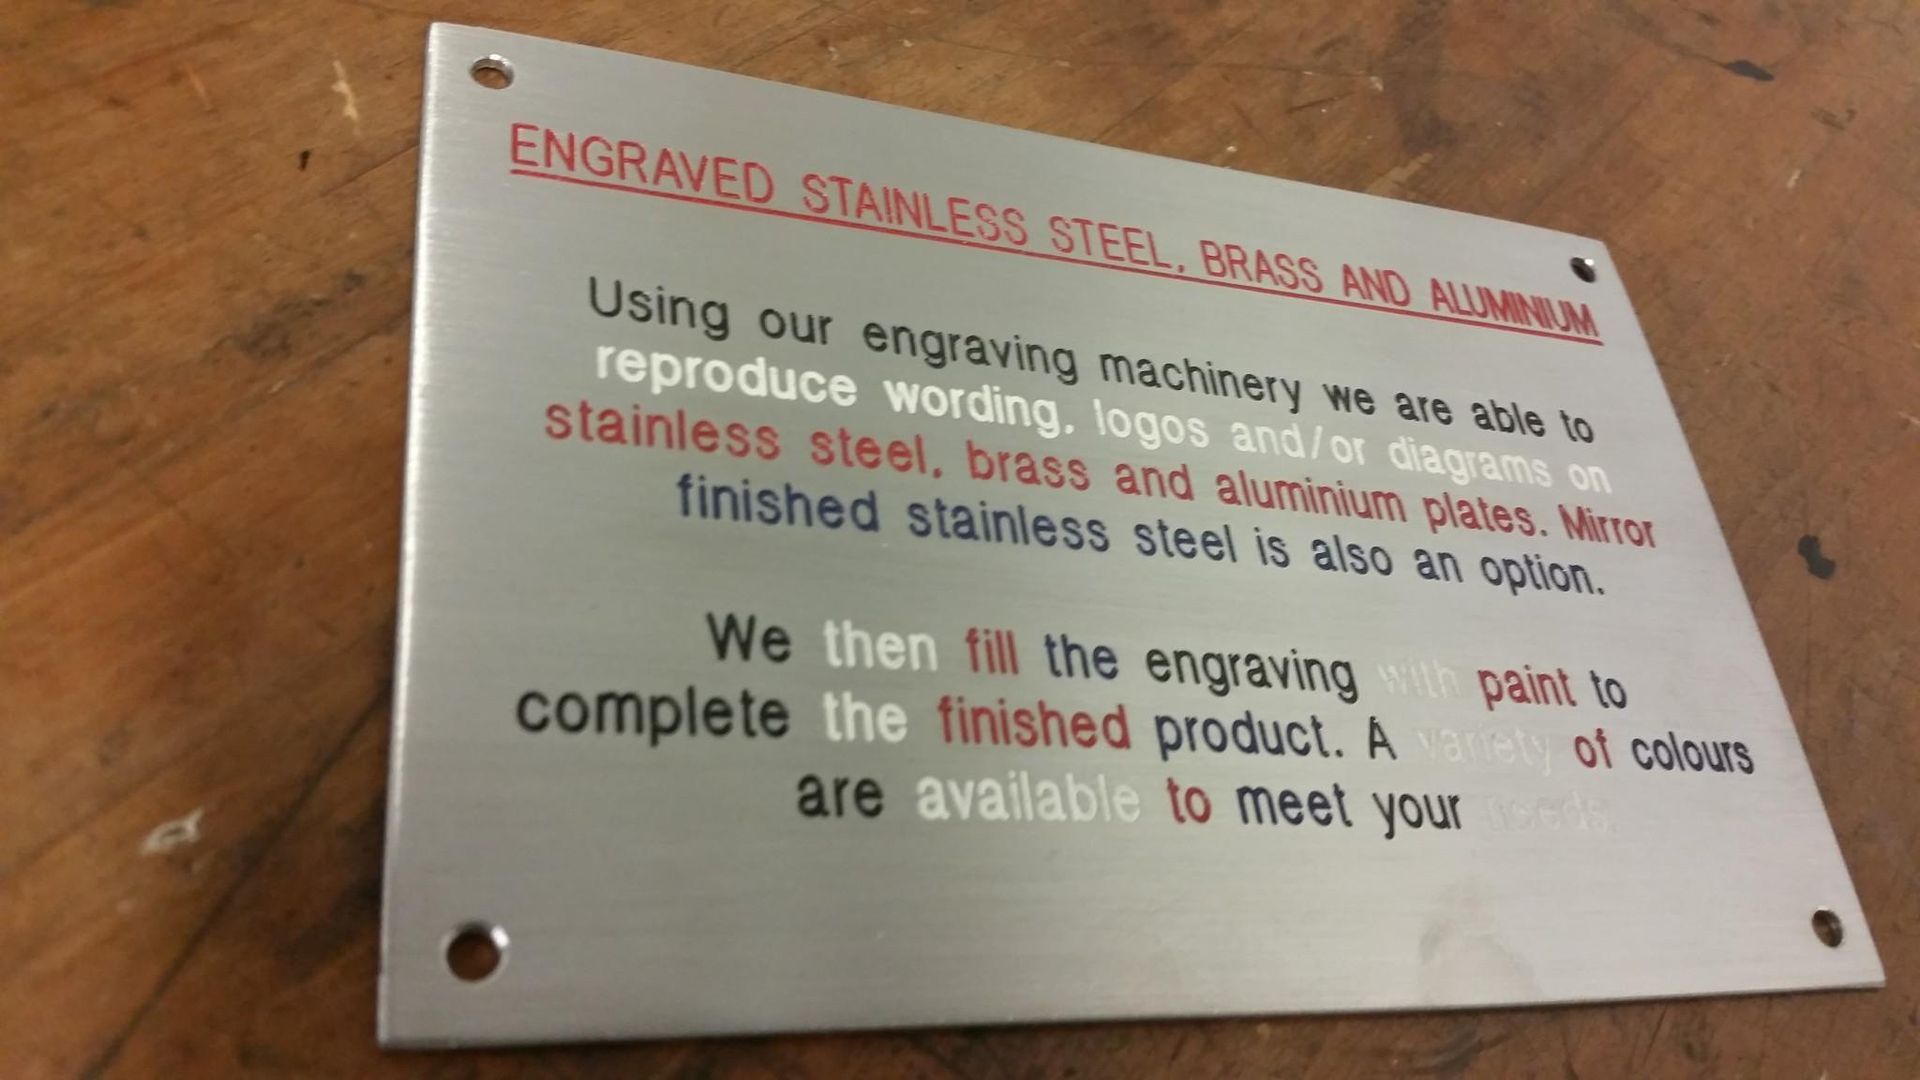 ENGRAVED STAINLESS STEEL, BRASS AND ALUMINIUM
Using our engraving machinery we are able to
reproduce wording, logos and/or diagrams on
stainless steel, brass and aluminium plates. Mirror
finished stainless steel is also an option.
We then fill the engraving with paint to
complete the finished product. A variety of colours
are available to meet your needs.